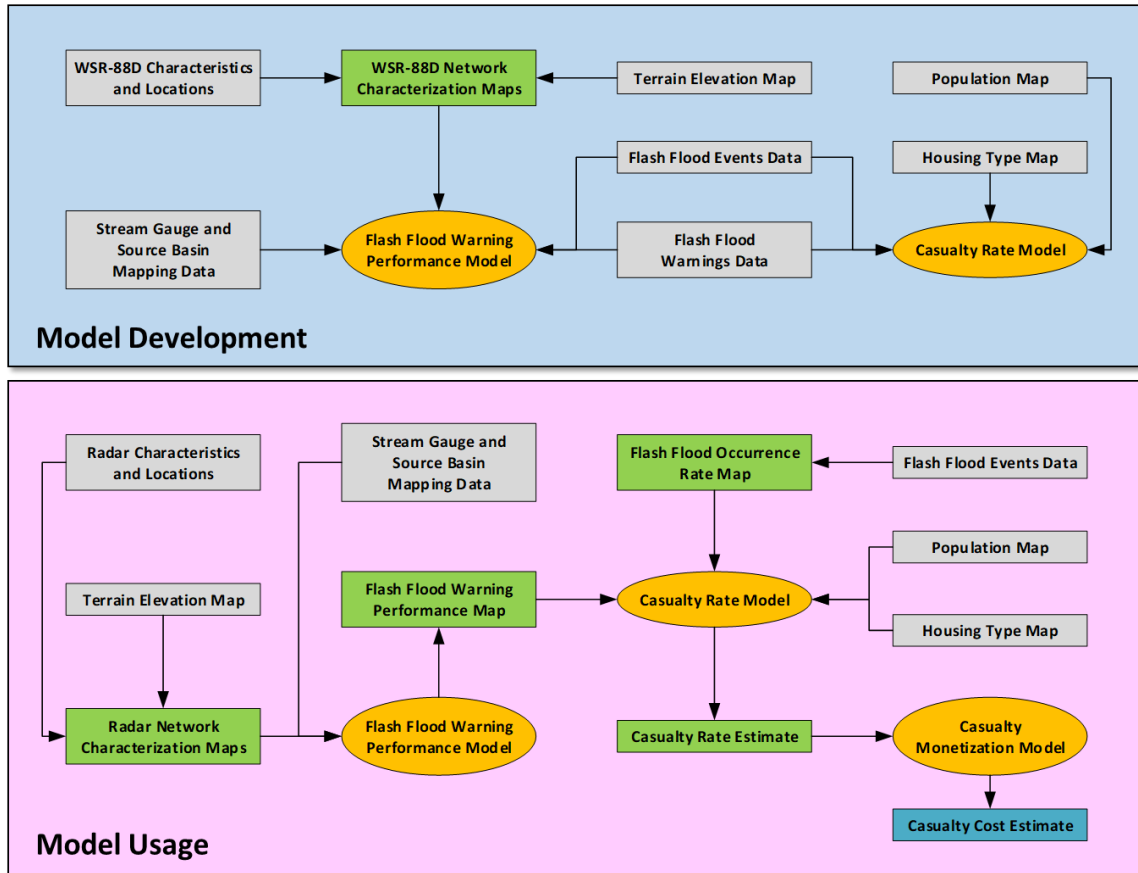 WSR-88D Characteristics
and Locations
WSR-88D Network
Characterization Maps
Terrain Elevation Map
Population Map
Flash Flood Events Data
Housing Type Map
Stream Gauge and
Source Basin
Mapping Data
Flash Flood Warning
Performance Model
Flash Flood
Warnings Data
Casualty Rate Model
Model Development
Radar Characteristics
and Locations
Stream Gauge and
Source Basin
Mapping Data
Flash Flood Occurrence
Rate Map
Flash Flood Events Data
Population Map
Terrain Elevation Map
Flash Flood Warning
Performance Map
Casualty Rate Model
Housing Type Map
Radar Network
Characterization Maps
Flash Flood Warning
Performance Model
Casualty Rate Estimate
Casualty
Monetization Model
Casualty Cost Estimate
Model Usage